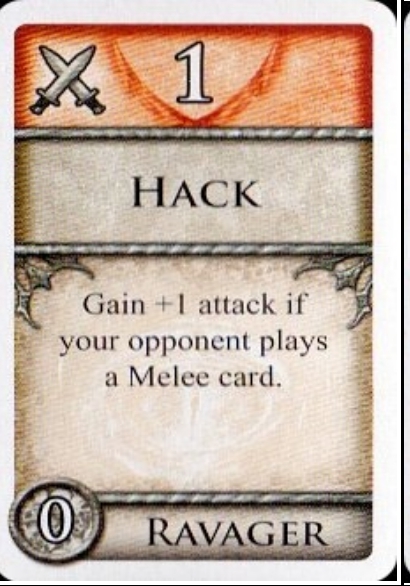 1
HACK
Gain +1 attack if
your opponent plays
a Melee card.
0
RAVAGER